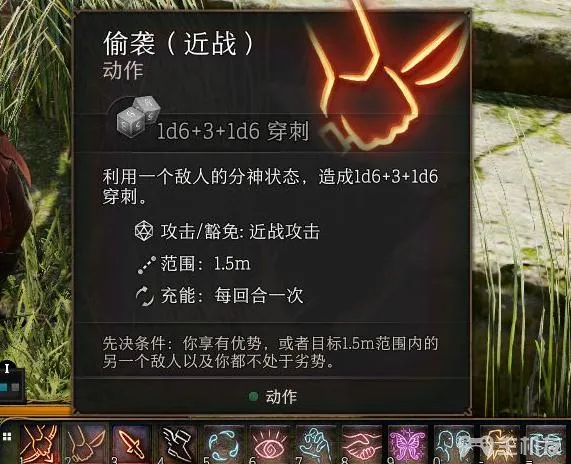 偷袭（近战）
动作
1d6+3+1d6 穿刺
利用一个敌人的分神状态，造成1d6+3+1d6
穿刺。
攻击/豁免: 近战攻击
范围：1.5m
充能：每回合一次
先决条件：你享有优势，或者目标1.5m范围内的
另一个敌人以及你都不处于劣势。
动作
I